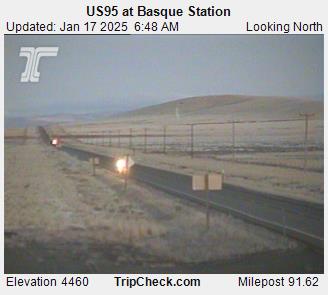 US95 at Basque Station
Updated: Jan 17 2025 6:48 AM Looking North
Elevation 4460 TripCheck.com Milepost 91.62